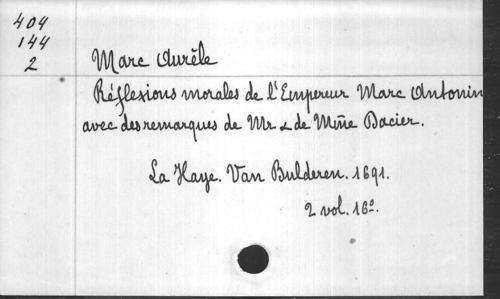 404
144
2
Marc Aurèle
Réflexions morales de l'Empereur Marc Antonin
avec des remarques de Mr. & de Mme Dacier.
La Haye. Van Bulderen. 1691.
2 vol. 16º.